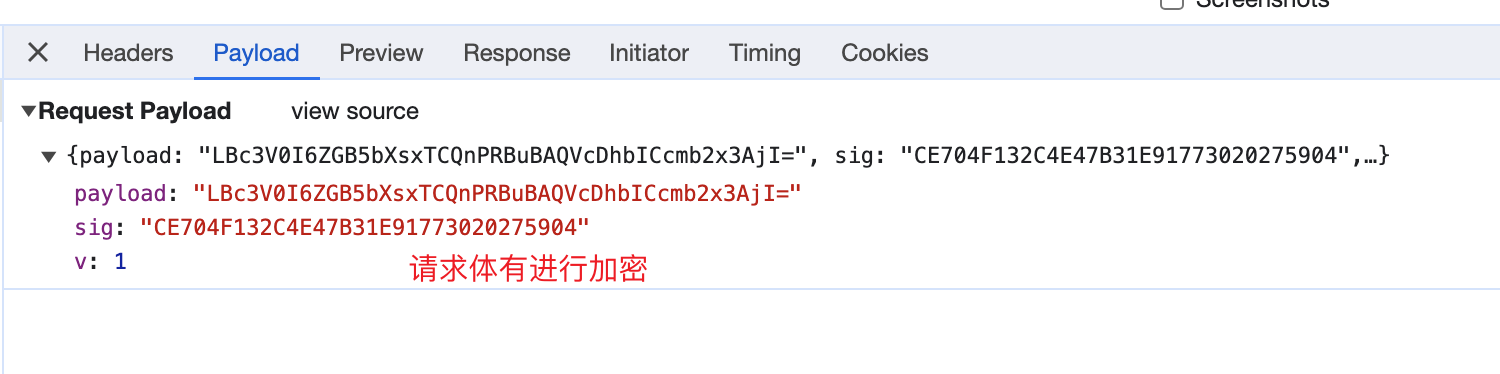 Screenshots
Headers Payload Preview Response Initiator Timing Cookies
Request Payload view source
{payload: "LBc3V0I6ZGB5bXsxTCQnPRBuBAQVcDhbICcmb2x3AjI=", sig: "CE704F132C4E47B31E91773020275904",…}
payload: "LBc3V0I6ZGB5bXsxTCQnPRBuBAQVcDhbICcmb2x3AjI="
sig: "CE704F132C4E47B31E91773020275904"
v: 1
请求体有进行加密